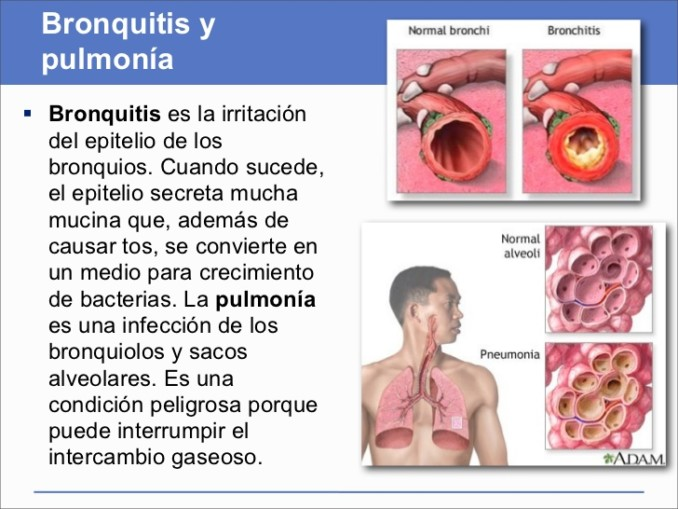 Bronquitis y
pulmonía
Bronquitis es la irritación
del epitelio de los
bronquios. Cuando sucede,
el epitelio secreta mucha
mucina que, además de
causar tos, se convierte en
un medio para crecimiento
de bacterias. La pulmonía
es una infección de los
bronquiolos y sacos
alveolares. Es una
condición peligrosa porque
puede interrumpir el
intercambio gaseoso.
Normal bronchi
Bronchitis
Normal
alveoli
Pneumonia
ADAM